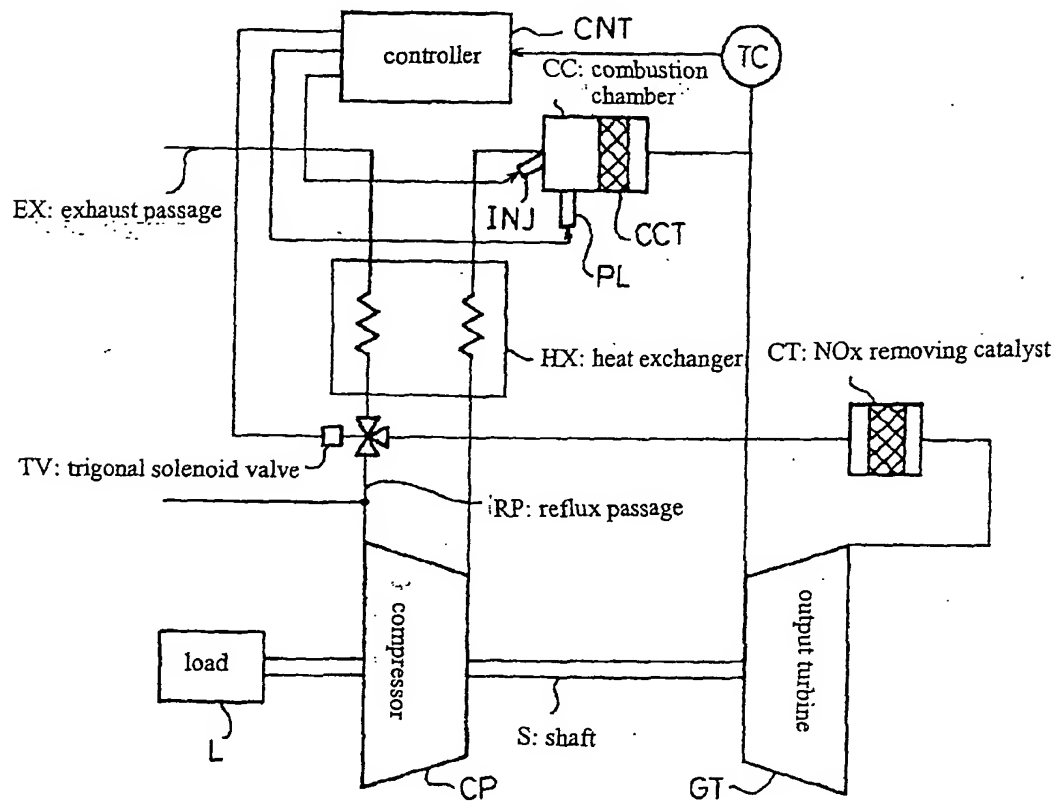 CNT
controller
TC
CC: combustion
chamber
EX: exhaust passage
INJ
CCT
PL
HX: heat exchanger
CT: NOx removing catalyst
TV: trigonal solenoid valve
RP: reflux passage
compressor
output turbine
load
S: shaft
L
CP
GT